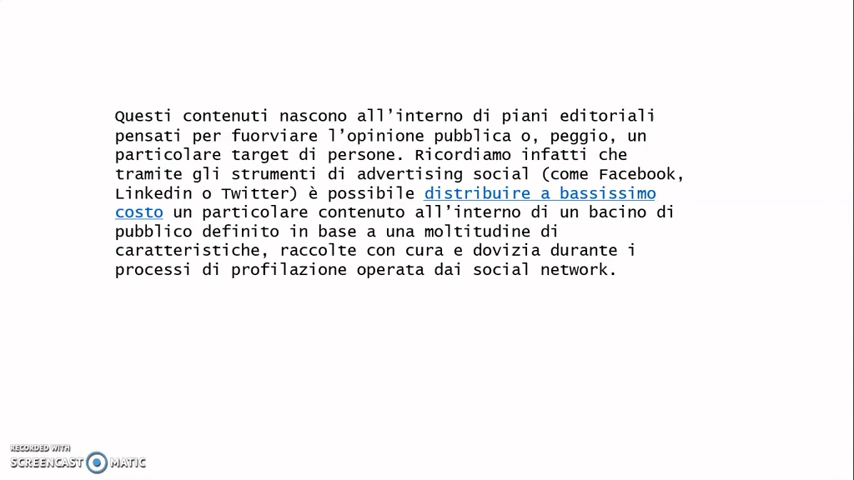 Questi contenuti nascono all’interno di piani editoriali
pensati per fuorviare l’opinione pubblica o, peggio, un
particolare target di persone. Ricordiamo infatti che
tramite gli strumenti di advertising social (come Facebook,
Linkedin o Twitter) è possibile distribuire a bassissimo
costo un particolare contenuto all’interno di un bacino di
pubblico definito in base a una moltitudine di
caratteristiche, raccolte con cura e dovizia durante i
processi di profilazione operata dai social network.
RECORDED WITH
SCREENCAST MATIC